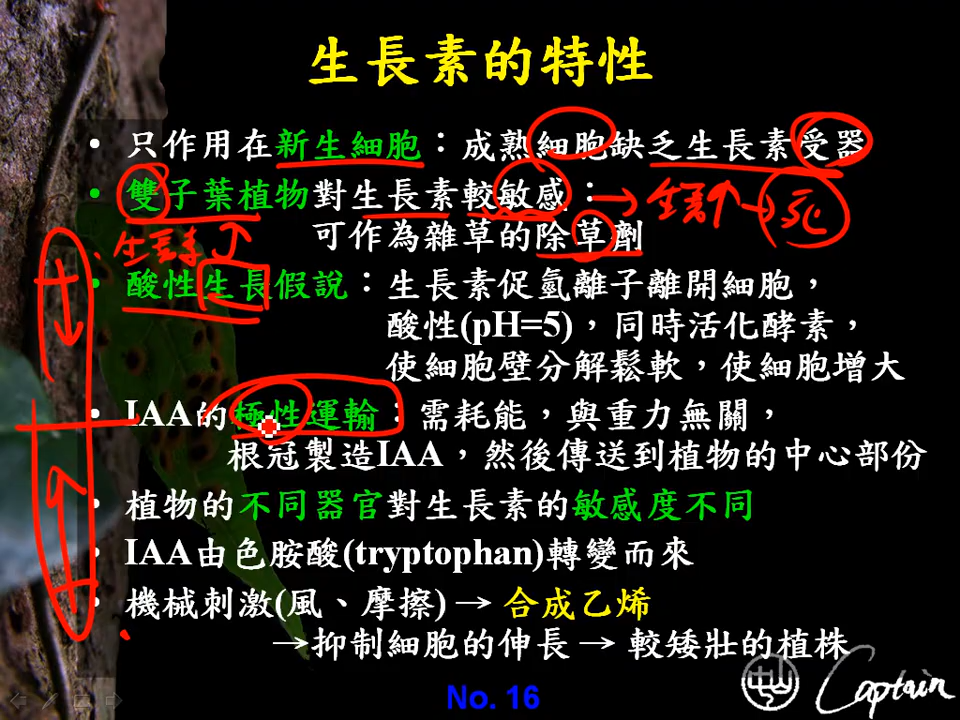 生長素的特性
• 只作用在新生細胞：成熟細胞缺乏生長素受器
• 雙子葉植物對生長素較敏感：→ 生長素↑→死
生長素↑ 可作為雜草的除草劑
• 酸性生長假說：生長素促氫離子離開細胞，
酸性(pH=5)，同時活化酵素，
使細胞壁分解鬆軟，使細胞增大
• IAA的極性運輸：需耗能，與重力無關，
根冠製造IAA，然後傳送到植物的中心部份
• 植物的不同器官對生長素的敏感度不同
• IAA由色胺酸(tryptophan)轉變而來
• 機械刺激(風、摩擦) → 合成乙烯
→抑制細胞的伸長 → 較矮壯的植株
No. 16
Captain